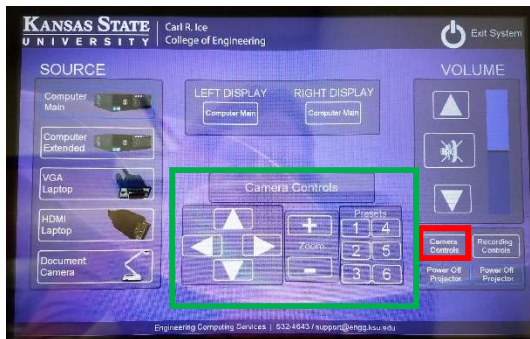 KANSAS STATE
UNIVERSITY
Carl R. Ice
College of Engineering
Exit System
SOURCE
Computer
Main
Computer
Extended
VGA
Laptop
HDMI
Laptop
Document
Camera
LEFT DISPLAY
Computer Main
RIGHT DISPLAY
Computer Main
Camera Controls
+
Zoom
-
Presets
1 4
2 5
3 6
VOLUME
Camera
Controls
Recording
Controls
Power Off
Projector
Power Off
Projector
Engineering Computing Services | 532-4643 / support@engg.ksu.edu